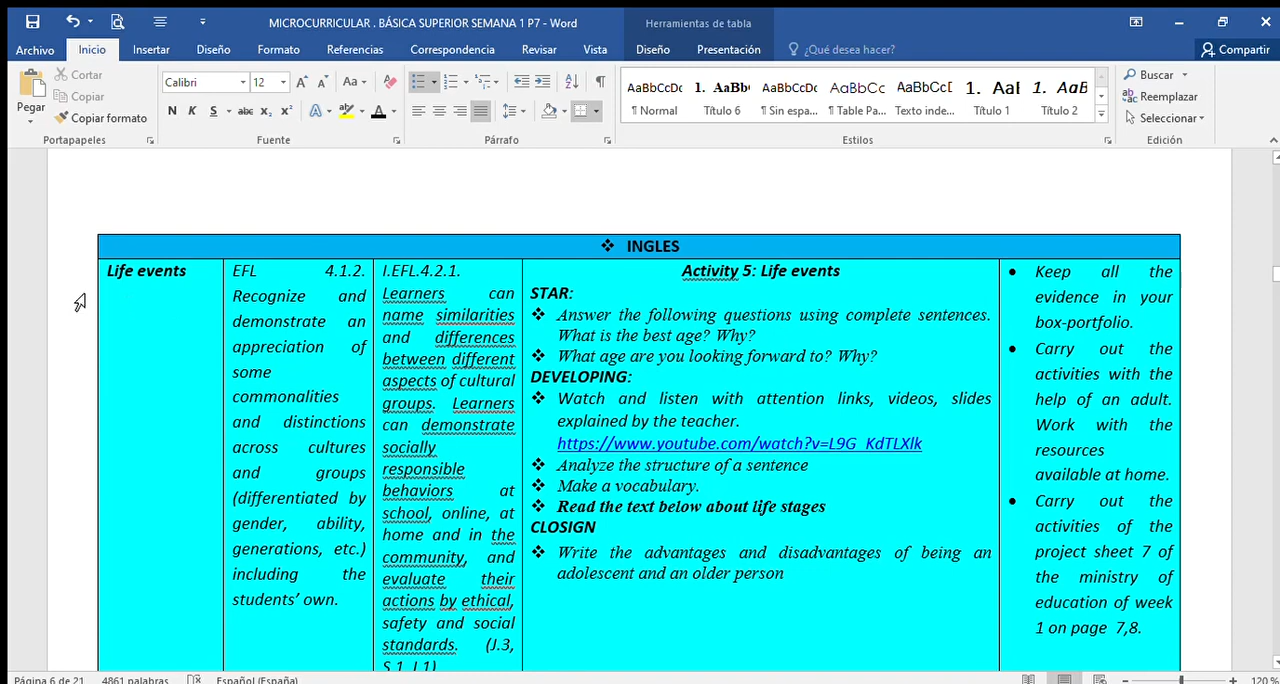 MICROCURRICULAR . BÁSICA SUPERIOR SEMANA 1 P7 - Word
Herramientas de tabla
Archivo Inicio Insertar Diseño Formato Referencias Correspondencia Revisar Vista Diseño Presentación ¿Qué desea hacer? Compartir
Pegar
Cortar
Copiar
Copiar formato
Portapapeles
Calibri 12
N K S abc x₂ x²
Fuente
Párrafo
AaBbCcDc 1. AaBb AaBbCcDc AaBbCc AaBbCcD 1. AaB 1. AaB
¶ Normal Título 6 ¶ Sin espa... ¶ Table Pa... Texto inde... Título 1 Título 2
Estilos
Buscar
Reemplazar
Seleccionar
Edición
❖ INGLES
Life events
EFL 4.1.2.
Recognize and
demonstrate an
appreciation of
some
commonalities
and distinctions
across cultures
and groups
(differentiated by
gender, ability,
generations, etc.)
including the
students’ own.
I.EFL.4.2.1.
Learners can
name similarities
and differences
between different
aspects of cultural
groups. Learners
can demonstrate
socially
responsible
behaviors at
school, online, at
home and in the
community, and
evaluate their
actions by ethical,
safety and social
standards. (J.3,
S.1, I.1)
Activity 5: Life events
STAR:
❖ Answer the following questions using complete sentences.
What is the best age? Why?
❖ What age are you looking forward to? Why?
DEVELOPING:
❖ Watch and listen with attention links, videos, slides
explained by the teacher.
https://www.youtube.com/watch?v=L9G_KdTLXlk
❖ Analyze the structure of a sentence
❖ Make a vocabulary.
❖ Read the text below about life stages
CLOSIGN
❖ Write the advantages and disadvantages of being an
adolescent and an older person
• Keep all the
evidence in your
box-portfolio.
• Carry out the
activities with the
help of an adult.
Work with the
resources
available at home.
• Carry out the
activities of the
project sheet 7 of
the ministry of
education of week
1 on page 7,8.
Página 6 de 21 4861 palabras Español (España) 120 %